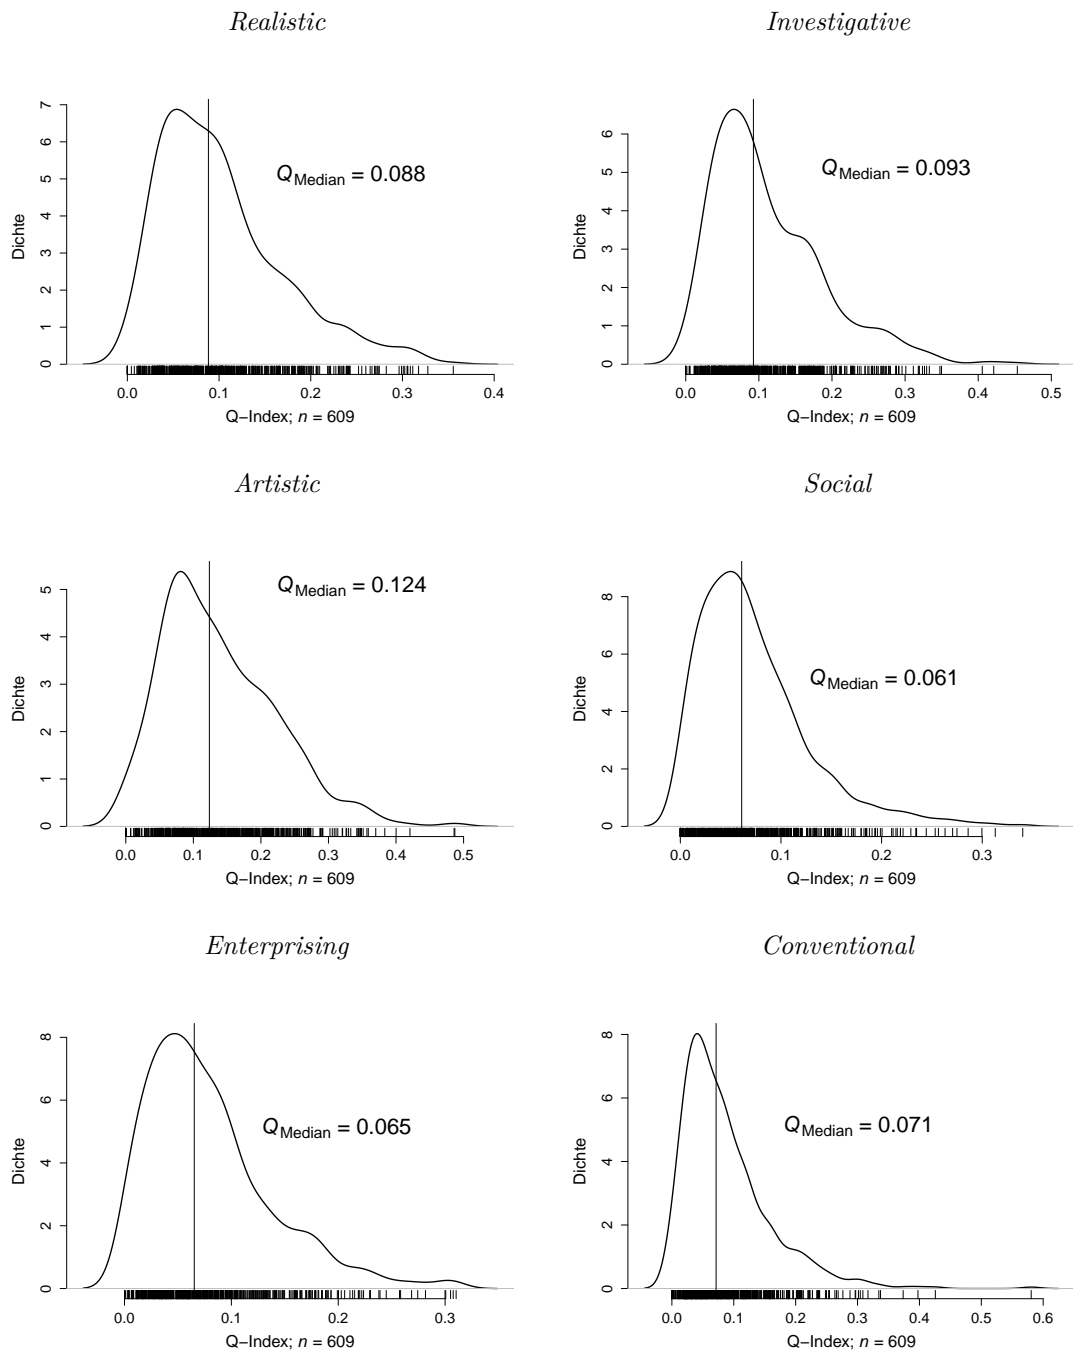 Realistic
Investigative
Q Median = 0.088
Dichte
0 1 2 3 4 5 6 7
0.0 0.1 0.2 0.3 0.4
Q−Index; n = 609
Q Median = 0.093
Dichte
0 1 2 3 4 5 6
0.0 0.1 0.2 0.3 0.4 0.5
Q−Index; n = 609
Artistic
Social
Q Median = 0.124
Dichte
0 1 2 3 4 5
0.0 0.1 0.2 0.3 0.4 0.5
Q−Index; n = 609
Q Median = 0.061
Dichte
0 2 4 6 8
0.0 0.1 0.2 0.3
Q−Index; n = 609
Enterprising
Conventional
Q Median = 0.065
Dichte
0 2 4 6 8
0.0 0.1 0.2 0.3
Q−Index; n = 609
Q Median = 0.071
Dichte
0 2 4 6 8
0.0 0.1 0.2 0.3 0.4 0.5 0.6
Q−Index; n = 609